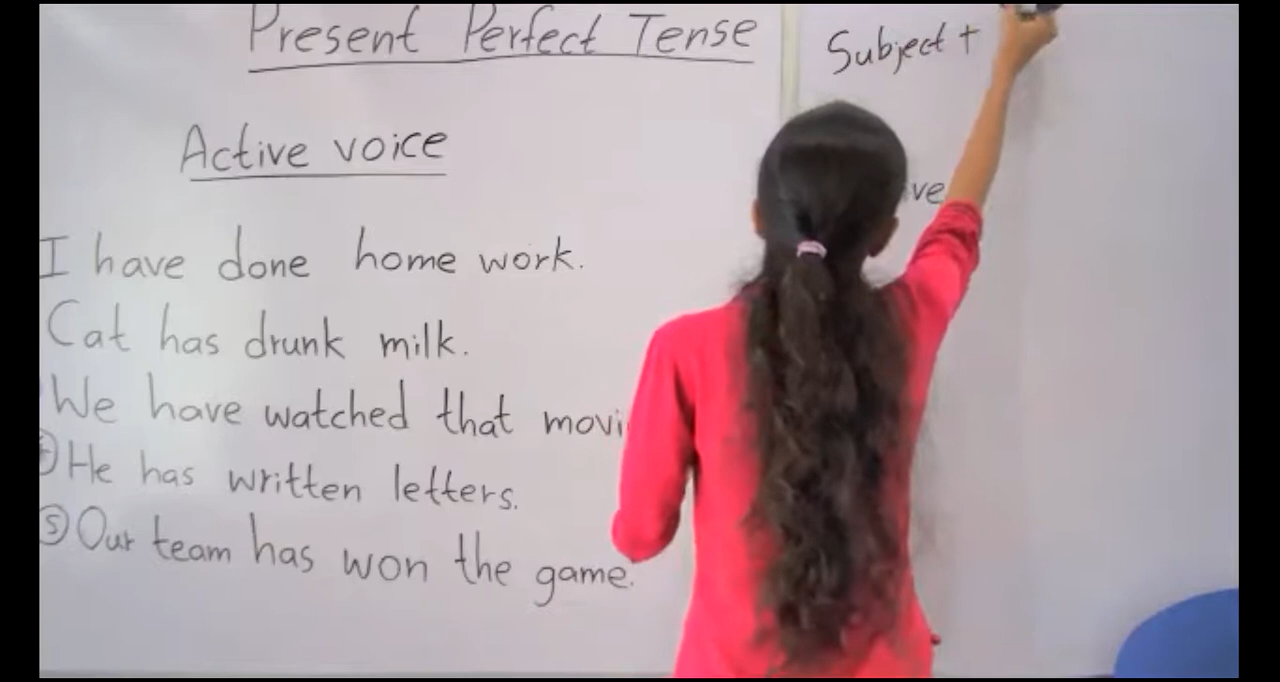 Present Perfect Tense
Active voice
I have done home work.
Cat has drunk milk.
We have watched that
He has written letters.
⑤ Our team has won the game.
Subject +